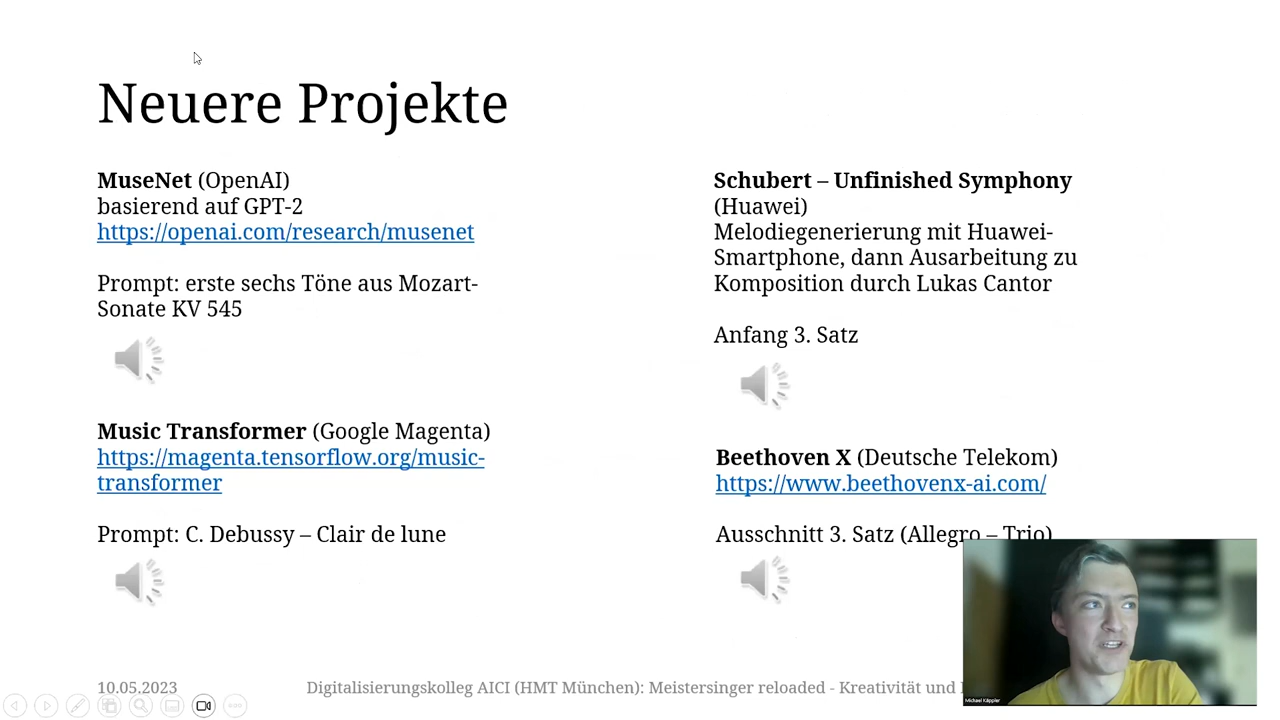 Neuere Projekte
MuseNet (OpenAI)
basierend auf GPT-2
https://openai.com/research/musenet
Prompt: erste sechs Töne aus Mozart-
Sonate KV 545
Music Transformer (Google Magenta)
https://magenta.tensorflow.org/music-
transformer
Prompt: C. Debussy – Clair de lune
Schubert – Unfinished Symphony
(Huawei)
Melodiegenerierung mit Huawei-
Smartphone, dann Ausarbeitung zu
Komposition durch Lukas Cantor
Anfang 3. Satz
Beethoven X (Deutsche Telekom)
https://www.beethovenx-ai.com/
Ausschnitt 3. Satz (Allegro – Trio)
10.05.2023
Digitalisierungskolleg AICI (HMT München): Meistersinger reloaded - Kreativität und
Michael Käppler